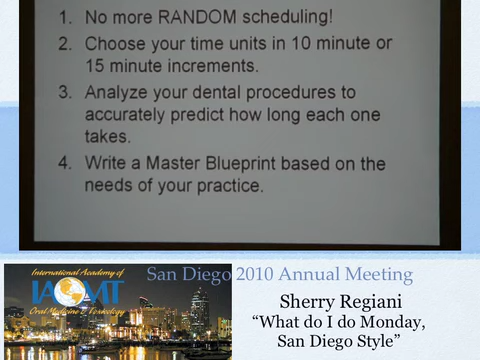 1. No more RANDOM scheduling!
2. Choose your time units in 10 minute or
15 minute increments.
3. Analyze your dental procedures to
accurately predict how long each one
takes.
4. Write a Master Blueprint based on the
needs of your practice.
International Academy of
IAOMT
Oral Medicine & Toxicology
San Diego 2010 Annual Meeting
Sherry Regiani
“What do I do Monday,
San Diego Style”